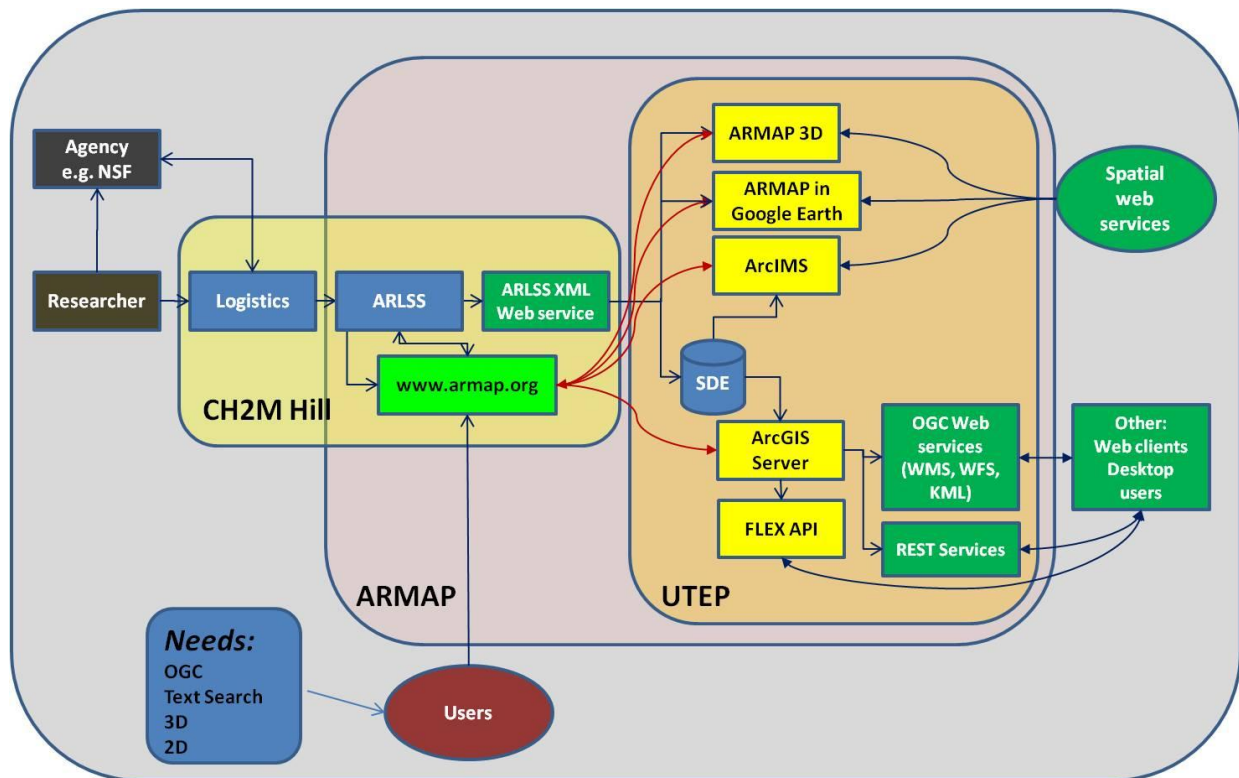 Agency
e.g. NSF
Researcher
Logistics
ARLSS
ARLSS XML
Web service
www.armap.org
CH2M Hill
ARMAP
ARMAP 3D
ARMAP in
Google Earth
ArcIMS
SDE
ArcGIS
Server
FLEX API
OGC Web
services
(WMS, WFS,
KML)
REST Services
UTEP
Spatial
web
services
Other:
Web clients
Desktop
users
Needs:
OGC
Text Search
3D
2D
Users